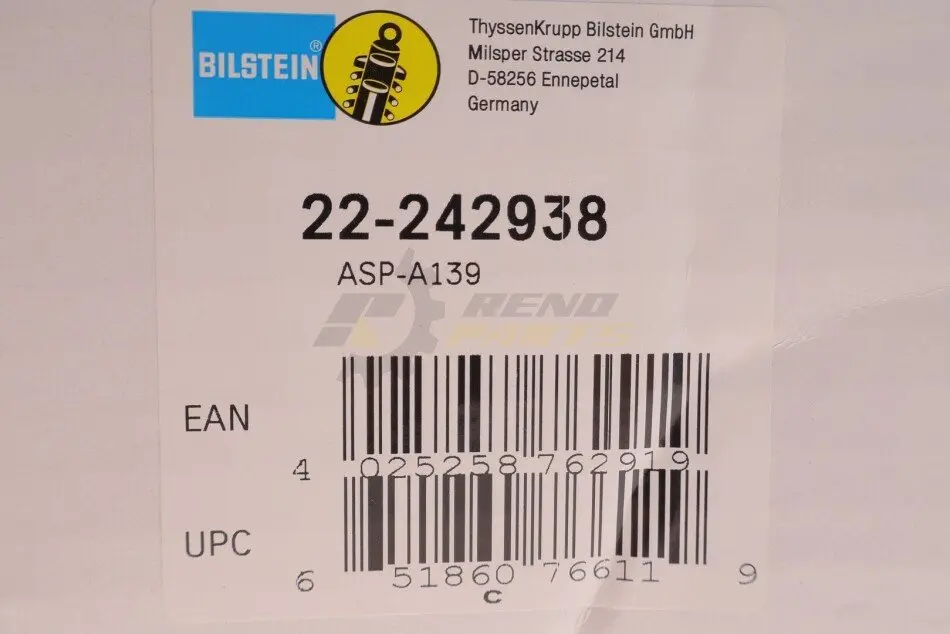 BILSTEIN®
ThyssenKrupp Bilstein GmbH
Milsper Strasse 214
D-58256 Ennepetal
Germany
22-242938
ASP-A139
RENO
PARTS
EAN
4 025258 762919
UPC
6 51860 76611 9
C